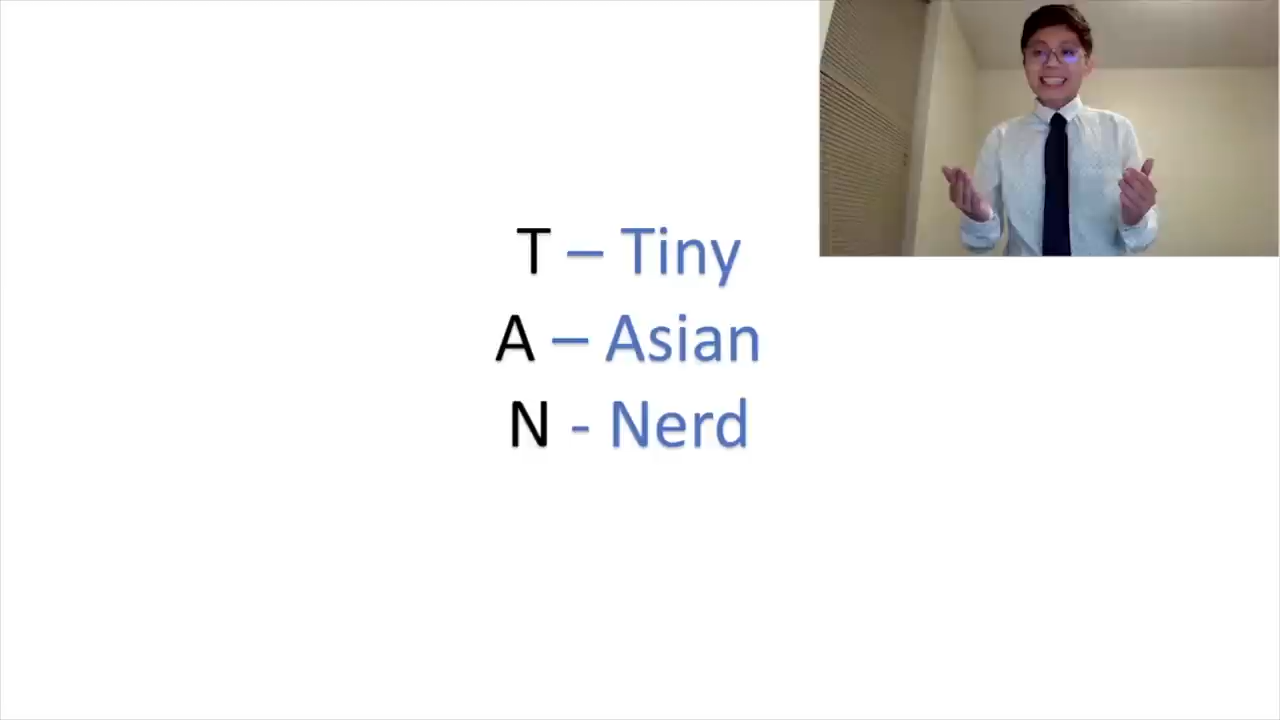 T – Tiny
A – Asian
N - Nerd